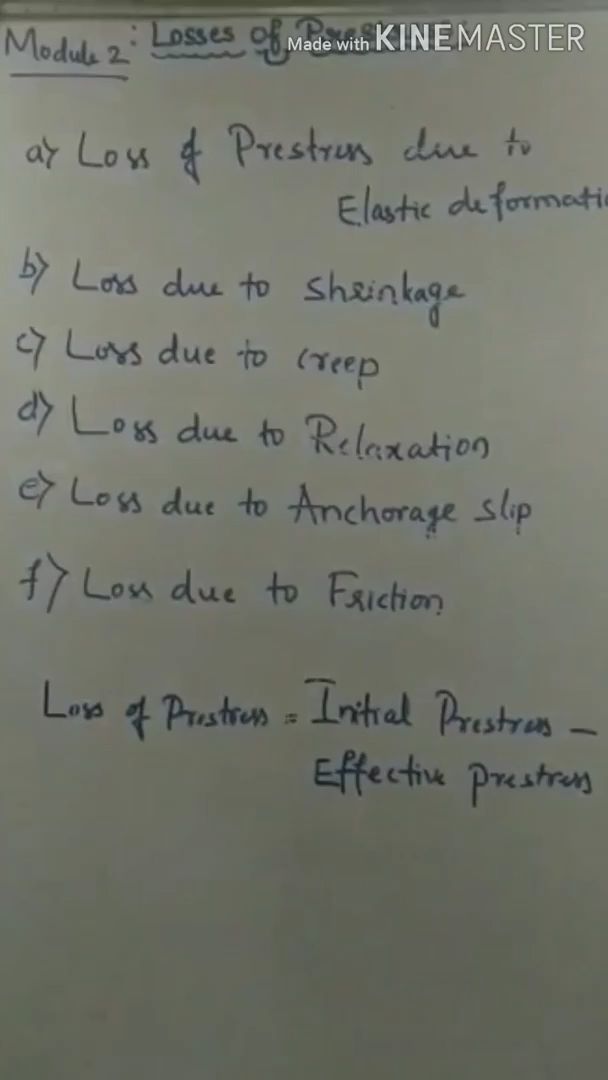 Module 2: Losses of
Made with KINEMASTER
a) Loss of Prestress due to
Elastic deformati
b) Loss due to Shrinkage
c) Loss due to creep
d) Loss due to Relaxation
e) Loss due to Anchorage slip
f) Loss due to Friction
Loss of Prestress = Initial Prestress -
Effective prestress